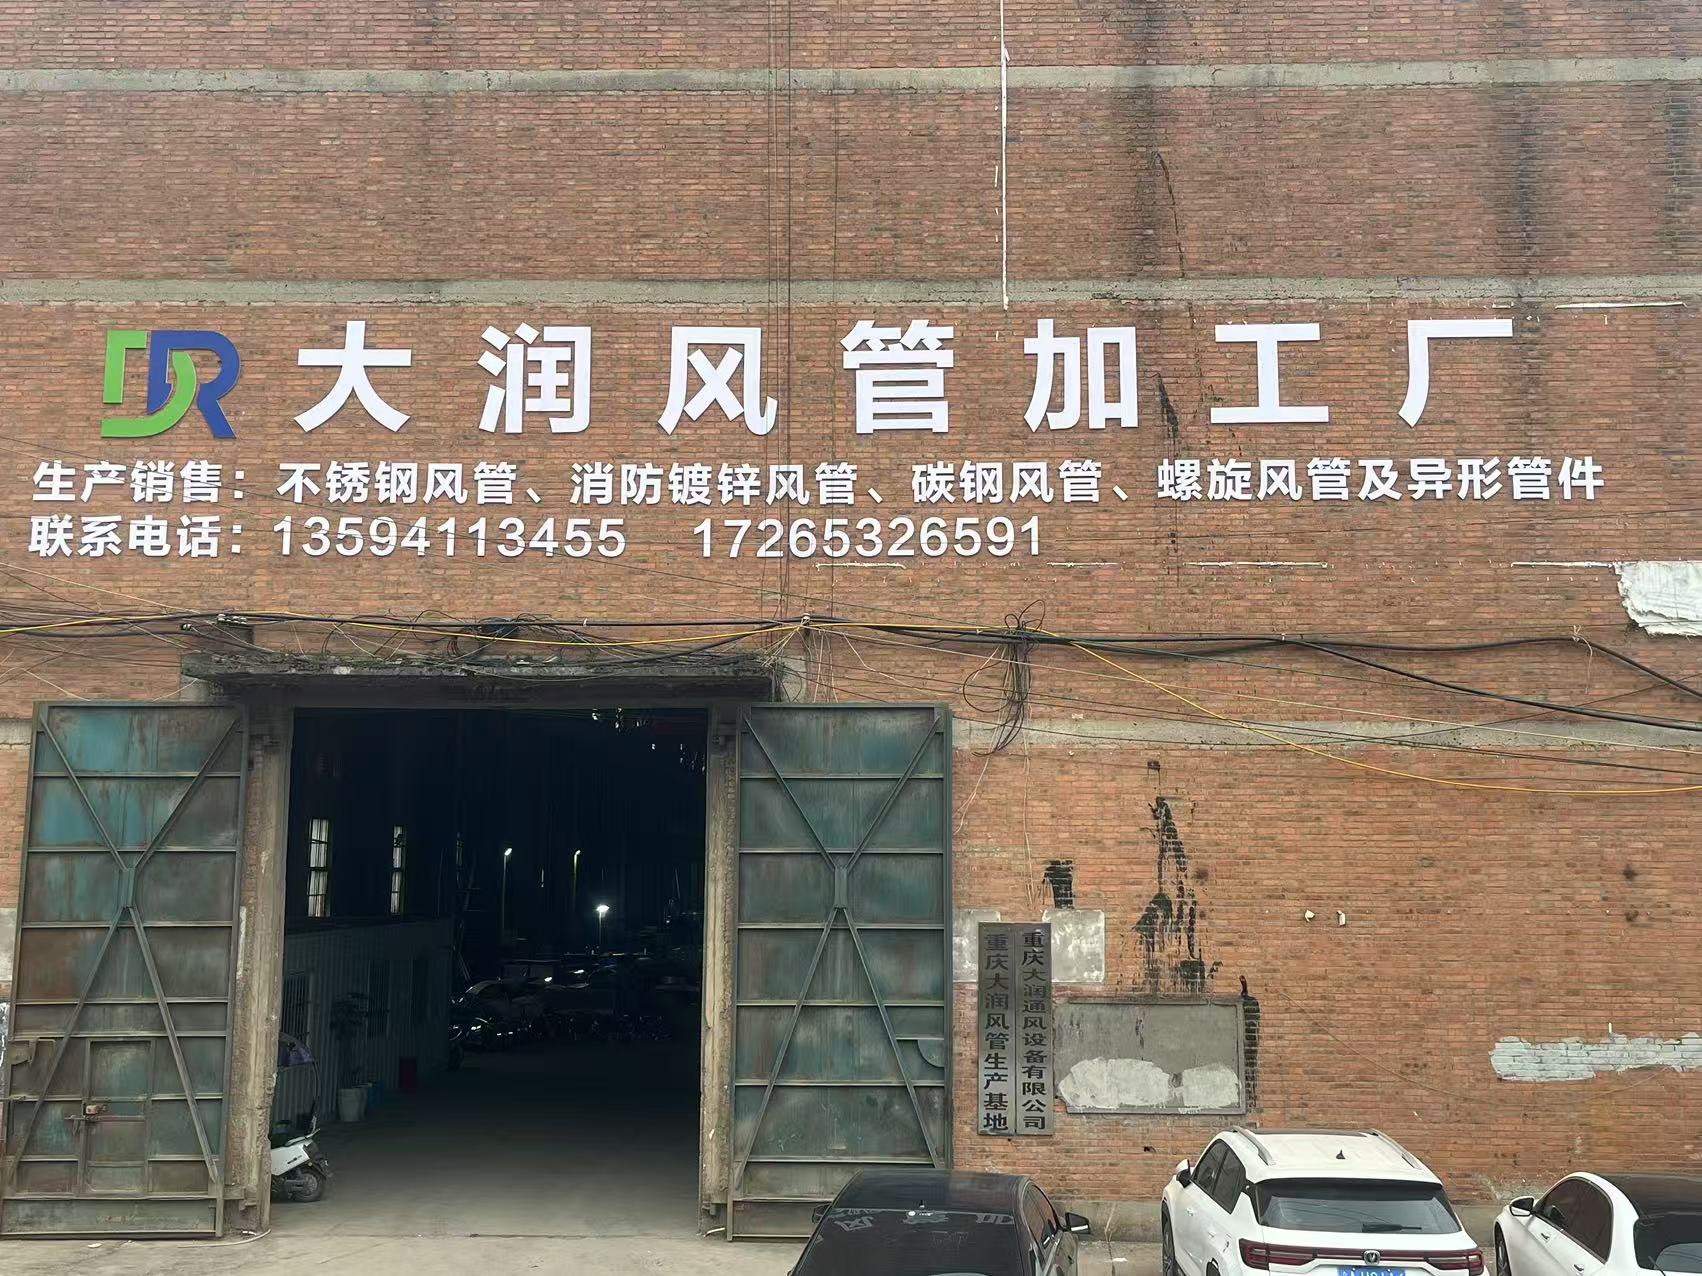 DR 大润风管加工厂
生产销售：不锈钢风管、消防镀锌风管、碳钢风管、螺旋风管及异形管件
联系电话：13594113455 17265326591
重庆大润通风设备有限公司
重庆大润风管生产基地